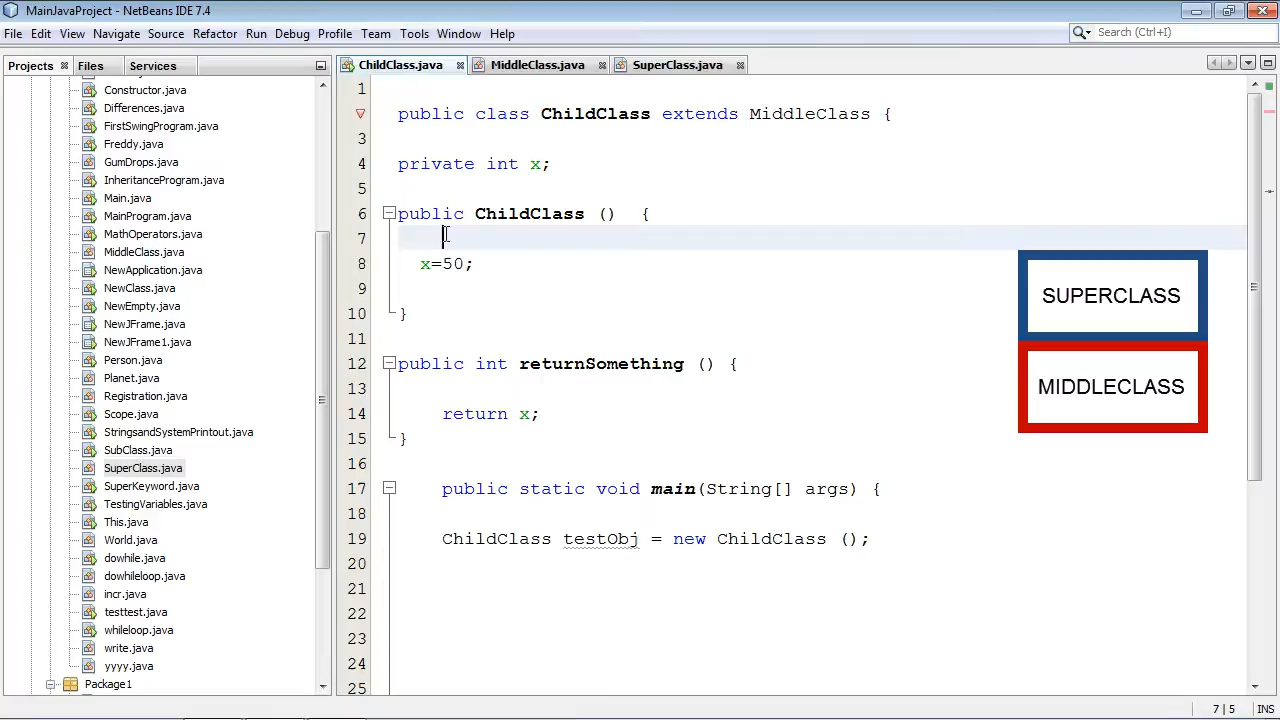 MainJavaProject - NetBeans IDE 7.4
File Edit View Navigate Source Refactor Run Debug Profile Team Tools Window Help
Search (Ctrl+I)
Projects Files Services
ChildClass.java MiddleClass.java SuperClass.java
Constructor.java
Differences.java
FirstSwingProgram.java
Freddy.java
GumDrops.java
InheritanceProgram.java
Main.java
MainProgram.java
MathOperators.java
MiddleClass.java
NewApplication.java
NewClass.java
NewEmpty.java
NewJFrame.java
NewJFrame1.java
Person.java
Planet.java
Registration.java
Scope.java
StringsandSystemPrintout.java
SubClass.java
SuperClass.java
SuperKeyword.java
TestingVariables.java
This.java
World.java
dowhile.java
dowhileloop.java
incr.java
testtest.java
whileloop.java
write.java
yyyy.java
Package1
1
public class ChildClass extends MiddleClass {
3
4 private int x;
5
6 public ChildClass () {
7
8 x=50;
9
10 }
11
12 public int returnSomething () {
13
14 return x;
15 }
16
17 public static void main(String[] args) {
18
19 ChildClass testObj = new ChildClass ();
20
21
22
23
24
25
SUPERCLASS
MIDDLECLASS
7 | 5 INS